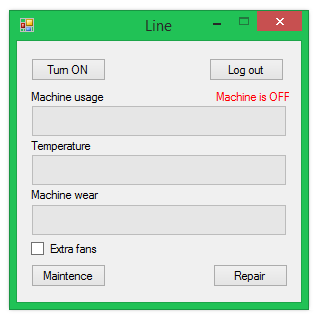 Line
Turn ON Log out
Machine usage Machine is OFF
Temperature
Machine wear
Extra fans
Maintence Repair